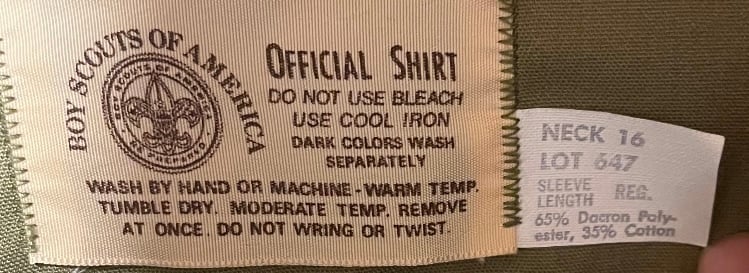 BOY SCOUTS OF AMERICA
BOY SCOUTS OF AMERICA
BE PREPARED
OFFICIAL SHIRT
DO NOT USE BLEACH
USE COOL IRON
DARK COLORS WASH
SEPARATELY
WASH BY HAND OR MACHINE-WARM TEMP.
TUMBLE DRY. MODERATE TEMP. REMOVE
AT ONCE. DO NOT WRING OR TWIST.
NECK 16
LOT 647
SLEEVE
LENGTH REG.
65% Dacron Poly-
ester, 35% Cotton